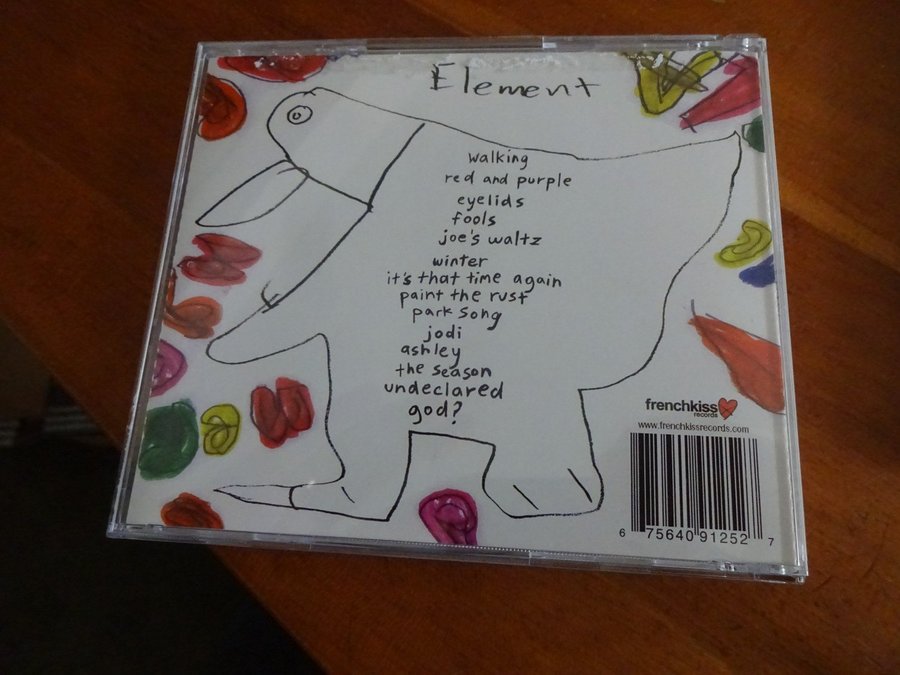 Element
walking
red and purple
eyelids
fools
joe's waltz
winter
it's that time again
paint the rust
park song
jodi
ashley
the season
undeclared
god?
frenchkiss
records
www.frenchkissrecords.com
6 75640 91252 7